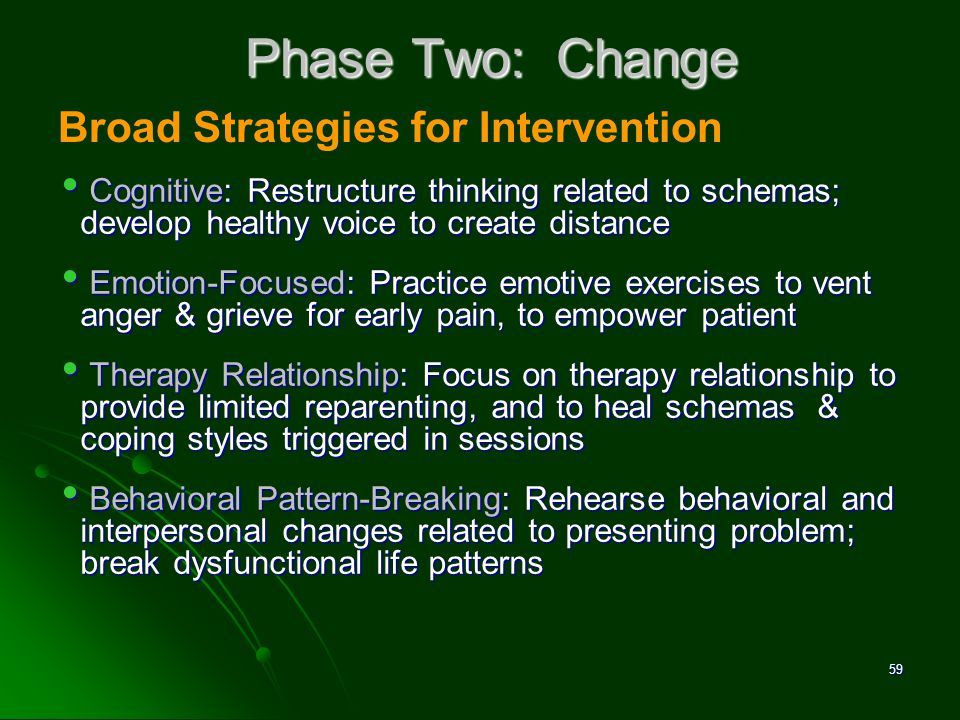 Phase Two: Change
Broad Strategies for Intervention
• Cognitive: Restructure thinking related to schemas;
develop healthy voice to create distance
• Emotion-Focused: Practice emotive exercises to vent
anger & grieve for early pain, to empower patient
• Therapy Relationship: Focus on therapy relationship to
provide limited reparenting, and to heal schemas &
coping styles triggered in sessions
• Behavioral Pattern-Breaking: Rehearse behavioral and
interpersonal changes related to presenting problem;
break dysfunctional life patterns
59